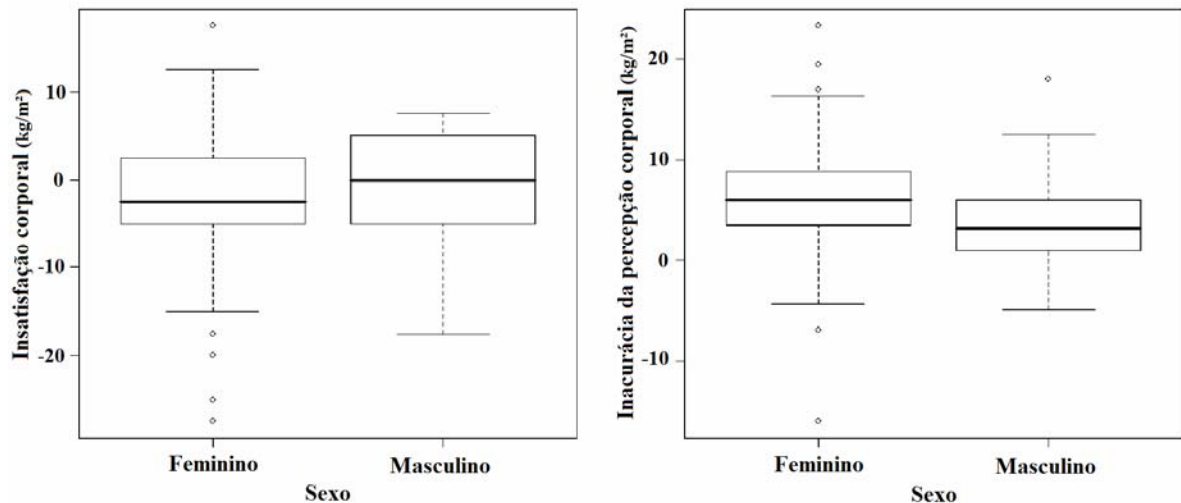 Insatisfação corporal (kg/m²)
10
0
-10
-20
Feminino
Masculino
Sexo
Inacurácia da percepção corporal (kg/m²)
20
10
0
-10
Feminino
Masculino
Sexo